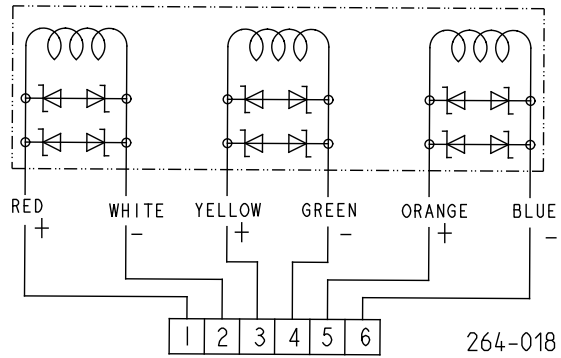 RED WHITE YELLOW GREEN ORANGE BLUE
+ - + - + -
1 2 3 4 5 6
264-018